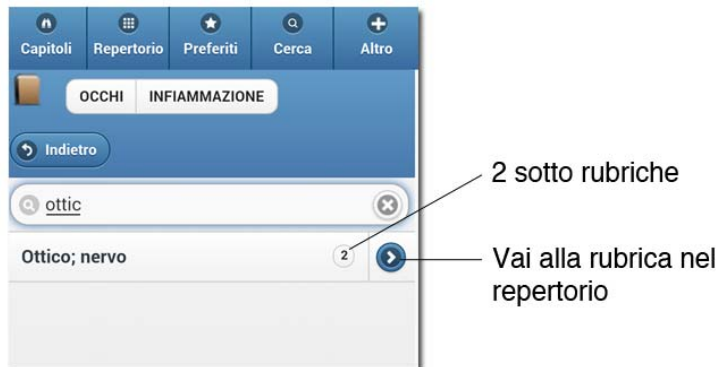 Capitoli Repertorio Preferiti Cerca Altro
OCCHI INFIAMMAZIONE
Indietro
ottic
Ottico; nervo 2
2 sotto rubriche
Vai alla rubrica nel
repertorio